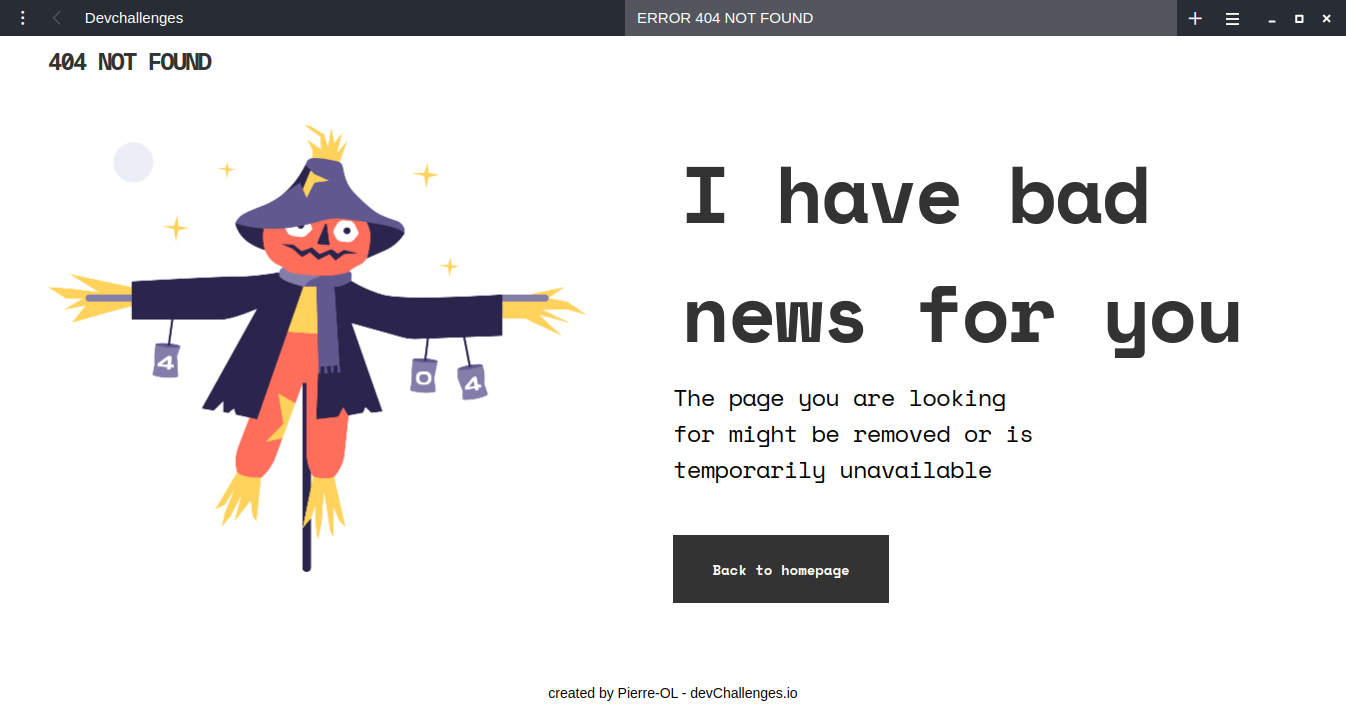 Devchallenges
ERROR 404 NOT FOUND
404 NOT FOUND
I have bad
news for you
4
0
4
The page you are looking
for might be removed or is
temporarily unavailable
Back to homepage
created by Pierre-OL - devChallenges.io